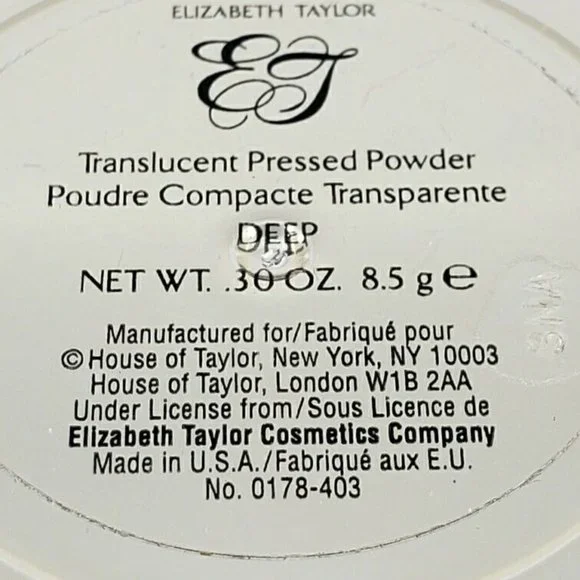 ELIZABETH TAYLOR
ET
Translucent Pressed Powder
Poudre Compacte Transparente
DEEP
NET WT. .30 OZ. 8.5 g e
Manufactured for/Fabriqué pour
© House of Taylor, New York, NY 10003
House of Taylor, London W1B 2AA
Under License from/Sous Licence de
Elizabeth Taylor Cosmetics Company
Made in U.S.A./Fabriqué aux E.U.
No. 0178-403